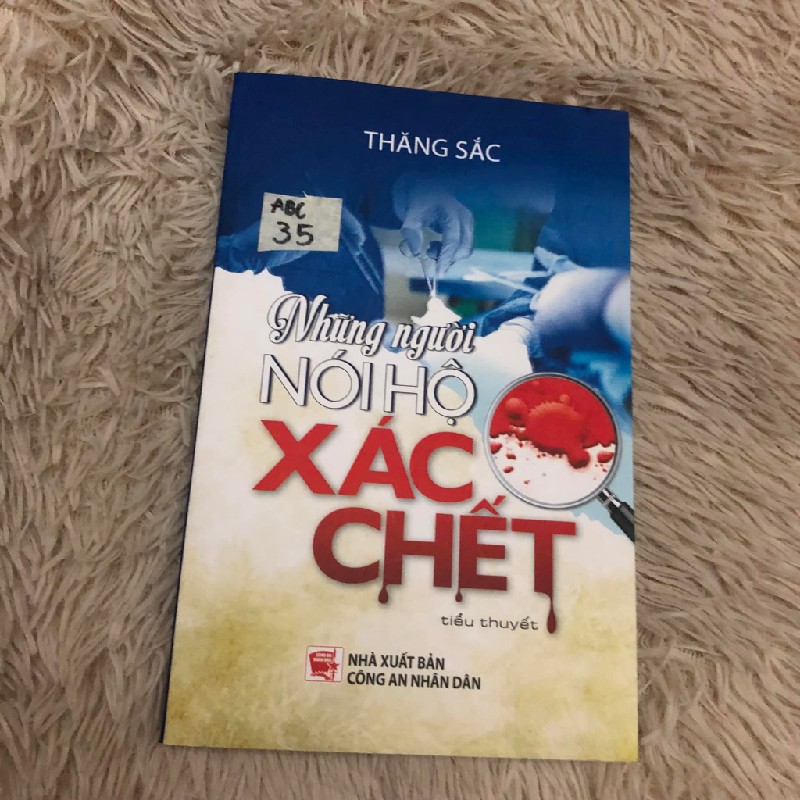 THĂNG SẮC
ABC
35
Những người
NÓI HỘ
XÁC
CHẾT
tiểu thuyết
NHÀ XUẤT BẢN
CÔNG AN NHÂN DÂN